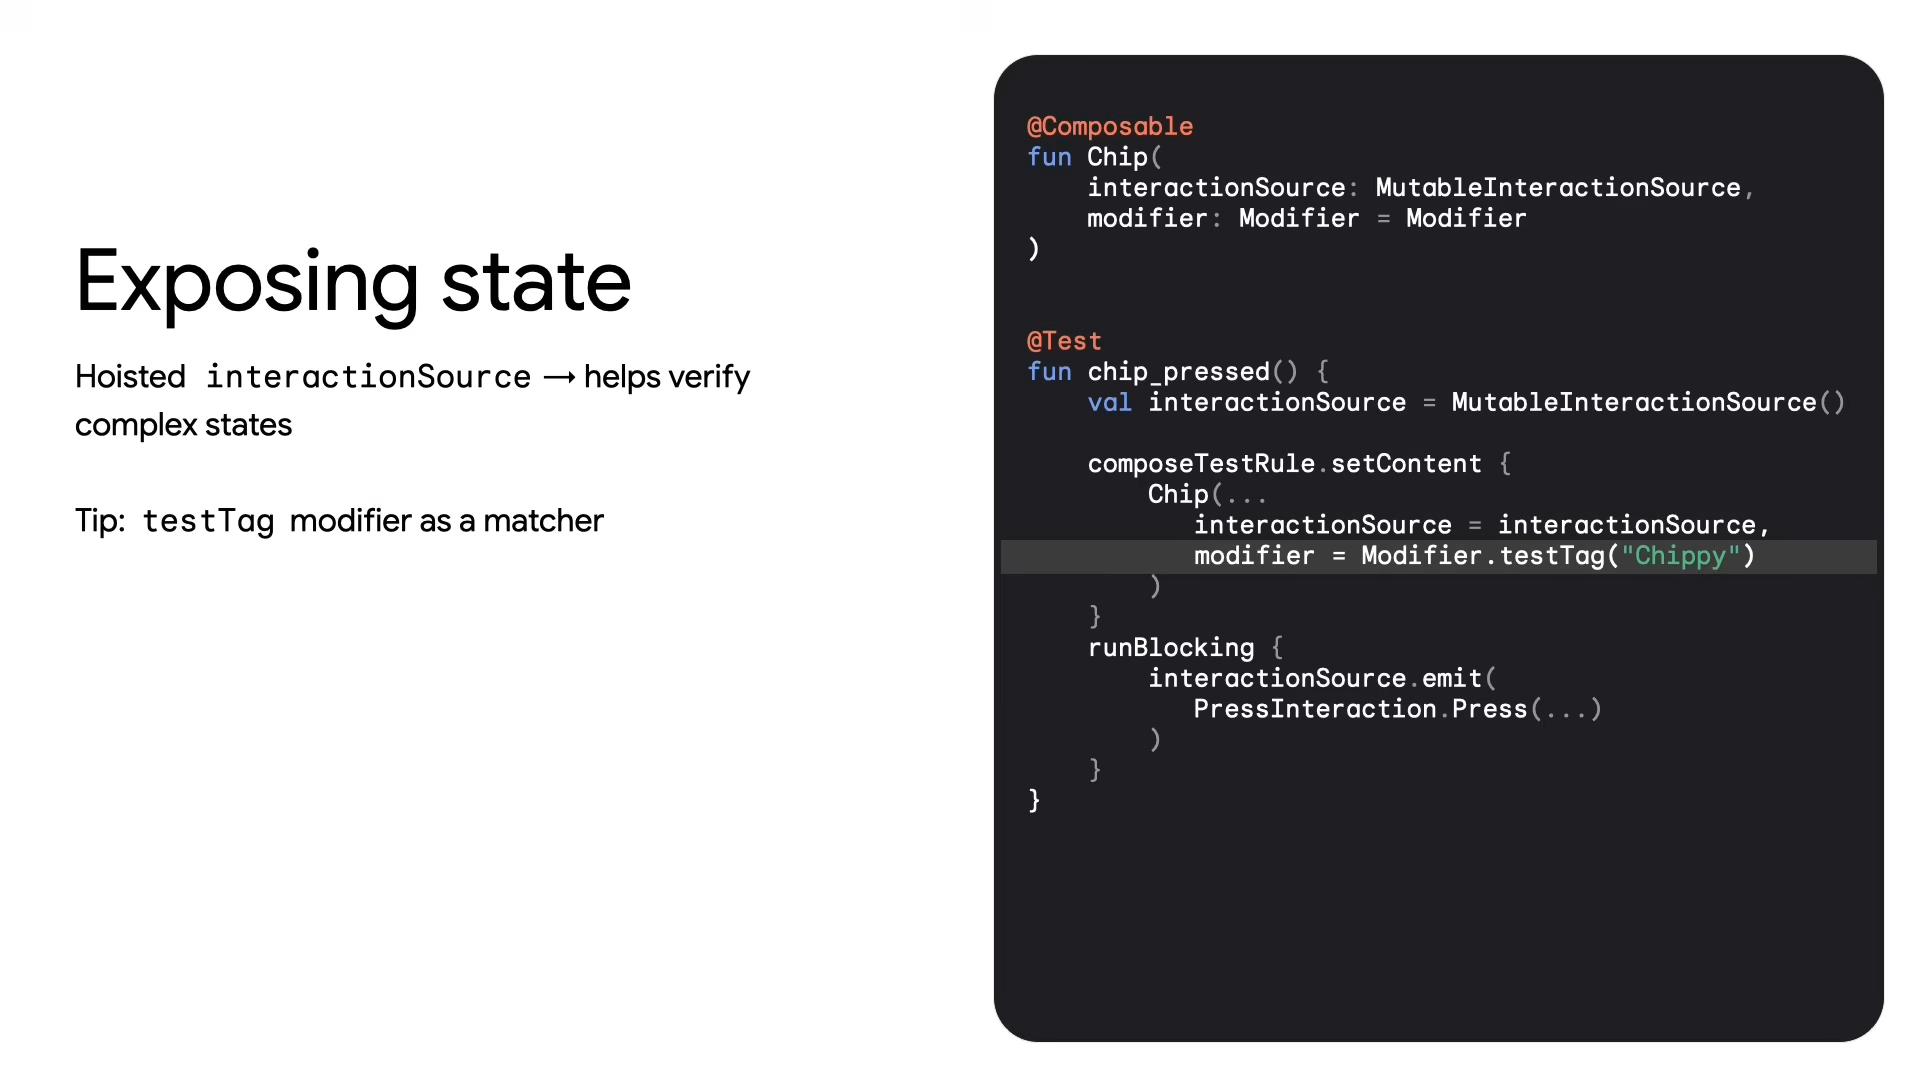 Exposing state
Hoisted interactionSource → helps verify
complex states
Tip: testTag modifier as a matcher
@Composable
fun Chip(
    interactionSource: MutableInteractionSource,
    modifier: Modifier = Modifier
)
@Test
fun chip_pressed() {
    val interactionSource = MutableInteractionSource()
    composeTestRule.setContent {
        Chip(...
           interactionSource = interactionSource,
           modifier = Modifier.testTag("Chippy")
        )
    }
    runBlocking {
        interactionSource.emit(
           PressInteraction.Press(...)
        )
    }
}